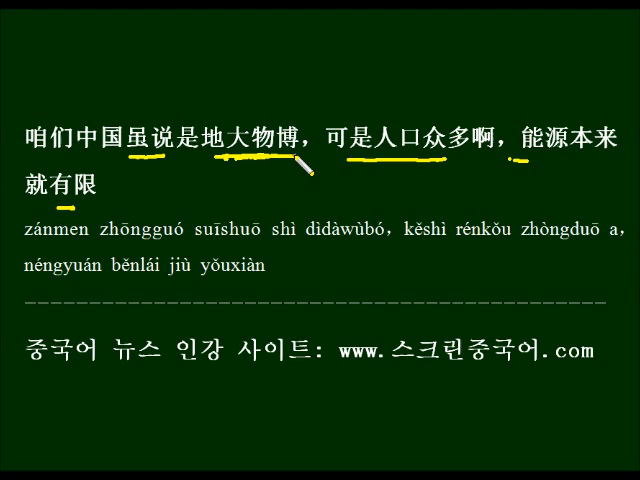 咱们中国虽说是地大物博，可是人口众多啊，能源本来
就有限
zánmen zhōngguó suīshuō shì dìdàwùbó，kěshì rénkǒu zhòngduō a，
néngyuán běnlái jiù yǒuxiàn
중국어 뉴스 인강 사이트: www.스크린중국어.com